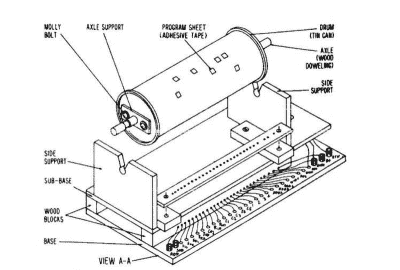 MOLLY
BOLT
AXLE SUPPORT
PROGRAM SHEET
(ADHESIVE TAPE)
DRUM
(TIN CAN)
AXLE
(WOOD
DOWELING)
SIDE
SUPPORT
SIDE
SUPPORT
SUB-BASE
WOOD
BLOCKS
BASE
VIEW A-A